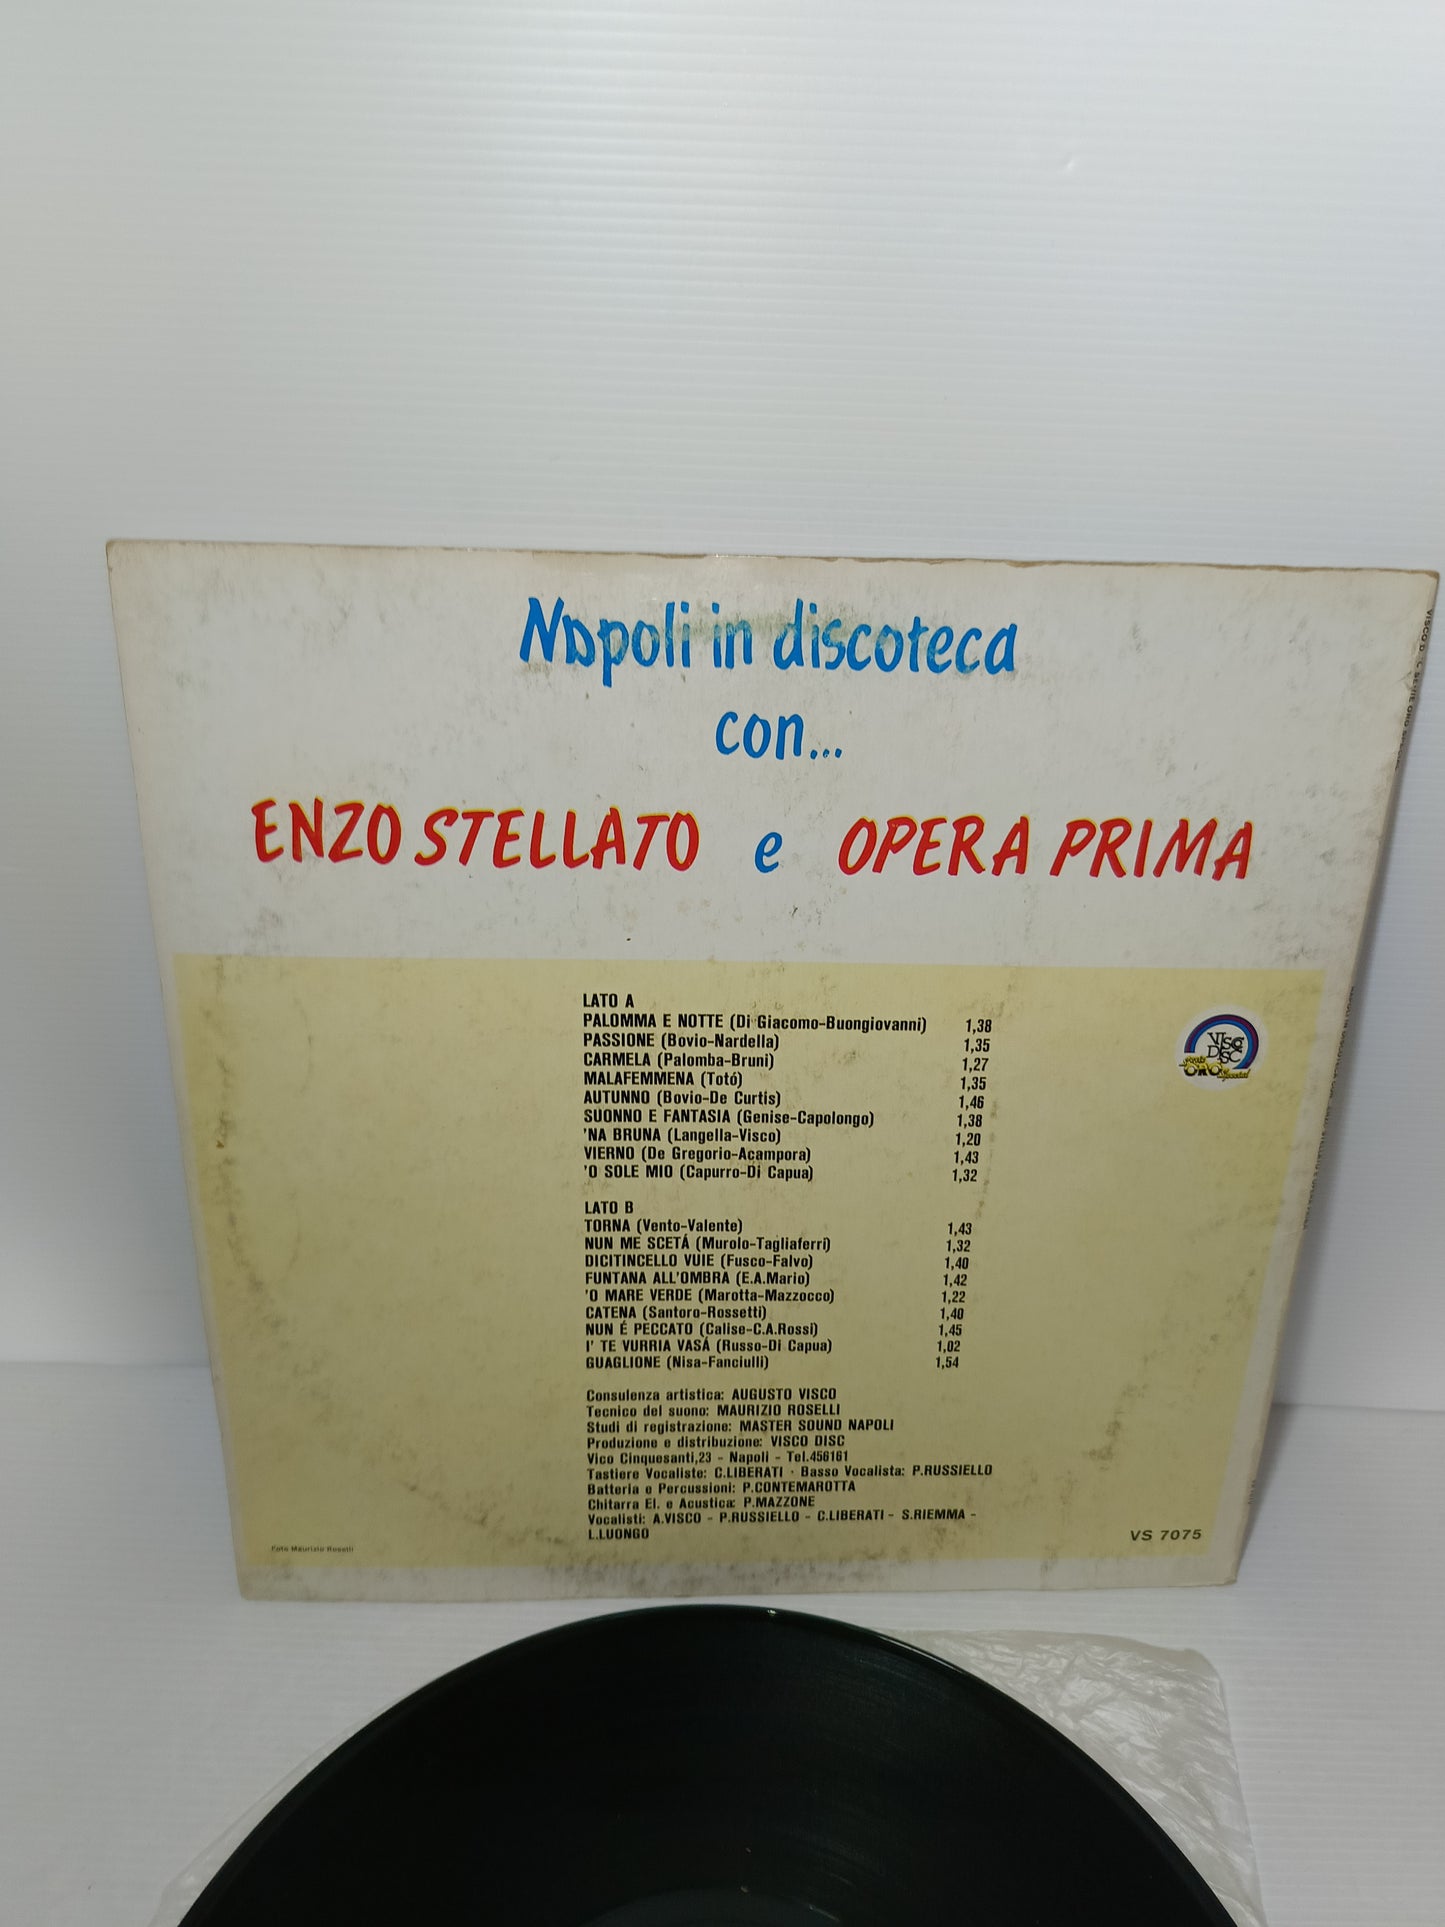 Napoli in discoteca
con...
ENZO STELLATO e OPERA PRIMA
LATO A
PALOMMA E NOTTE (Di Giacomo-Buongiovanni) 1,38
PASSIONE (Bovio-Nardella) 1,35
CARMELA (Palomba-Bruni) 1,27
MALAFEMMENA (Totó) 1,35
AUTUNNO (Bovio-De Curtis) 1,46
SUONNO E FANTASIA (Genise-Capolongo) 1,38
'NA BRUNA (Langella-Visco) 1,20
VIERNO (De Gregorio-Acampora) 1,43
'O SOLE MIO (Capurro-Di Capua) 1,32
LATO B
TORNA (Vento-Valente) 1,43
NUN ME SCETÁ (Murolo-Tagliaferri) 1,32
DICITINCELLO VUIE (Fusco-Falvo) 1,40
FUNTANA ALL'OMBRA (E.A.Mario) 1,42
'O MARE VERDE (Marotta-Mazzocco) 1,22
CATENA (Santoro-Rossetti) 1,40
NUN É PECCATO (Calise-C.A.Rossi) 1,45
I' TE VURRIA VASÁ (Russo-Di Capua) 1,02
GUAGLIONE (Nisa-Fanciulli) 1,54
Consulenza artistica: AUGUSTO VISCO
Tecnico del suono: MAURIZIO ROSELLI
Studi di registrazione: MASTER SOUND NAPOLI
Produzione e distribuzione: VISCO DISC
Vico Cinquesanti,23 - Napoli - Tel.456161
Tastiere Vocaliste: C.LIBERATI - Basso Vocalista: P.RUSSIELLO
Batteria e Percussioni: P.CONTEMAROTTA
Chitarra El. e Acustica: P.MAZZONE
Vocalisti: A.VISCO - P.RUSSIELLO - C.LIBERATI - S.RIEMMA -
L.LUONGO
VISCO
DISC
ORO
Special
VS 7075
Foto Maurizio Roselli